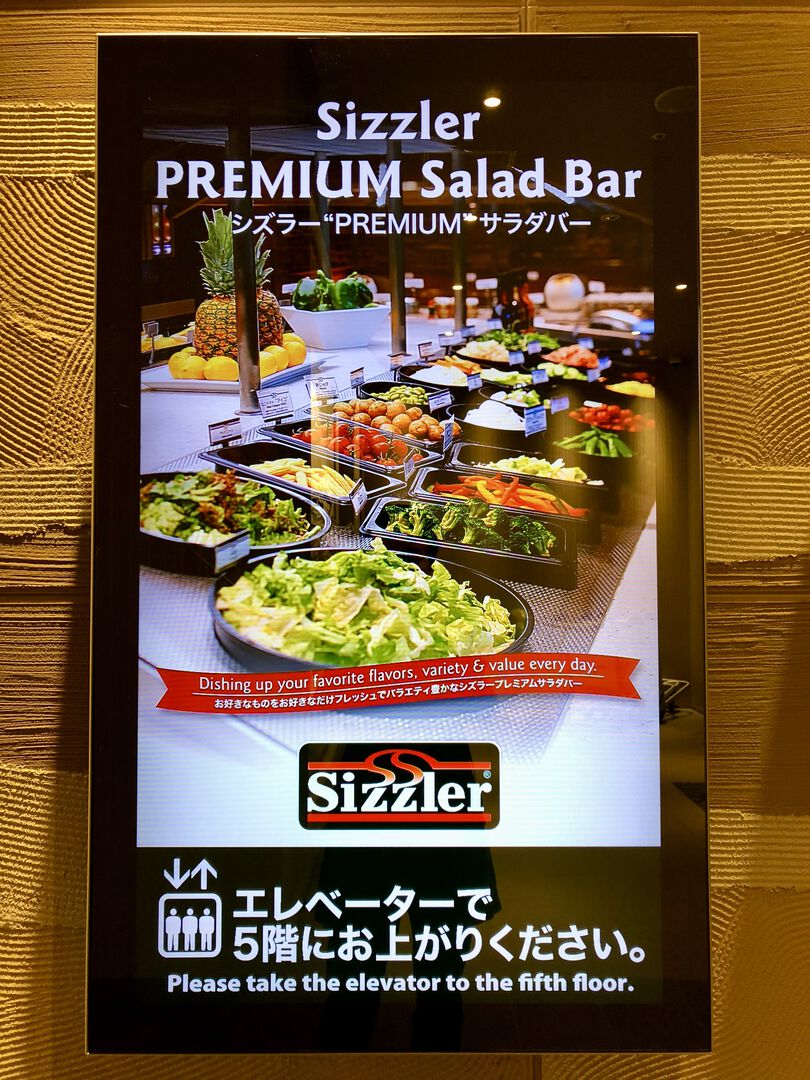 Sizzler
PREMIUM Salad Bar
シズラー“PREMIUM”サラダバー
Dishing up your favorite flavors, variety & value every day.
お好きなものをお好きなだけフレッシュでバラエティ豊かなシズラープレミアムサラダバー
Sizzler®
エレベーターで
5階にお上がりください。
Please take the elevator to the fifth floor.